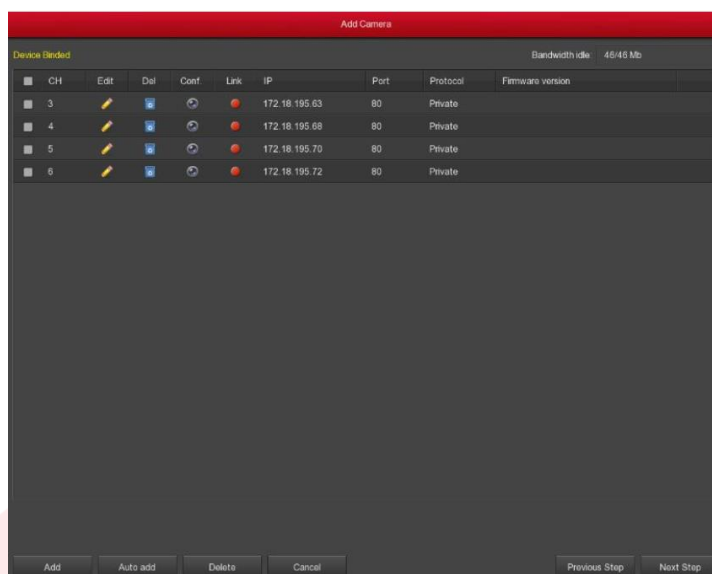 Add Camera
Device Binded Bandwidth idle: 46/46 Mb
CH Edit Del Conf. Link IP Port Protocol Firmware version
3 172.18.195.63 80 Private
4 172.18.195.68 80 Private
5 172.18.195.70 80 Private
6 172.18.195.72 80 Private
Add Auto add Delete Cancel Previous Step Next Step